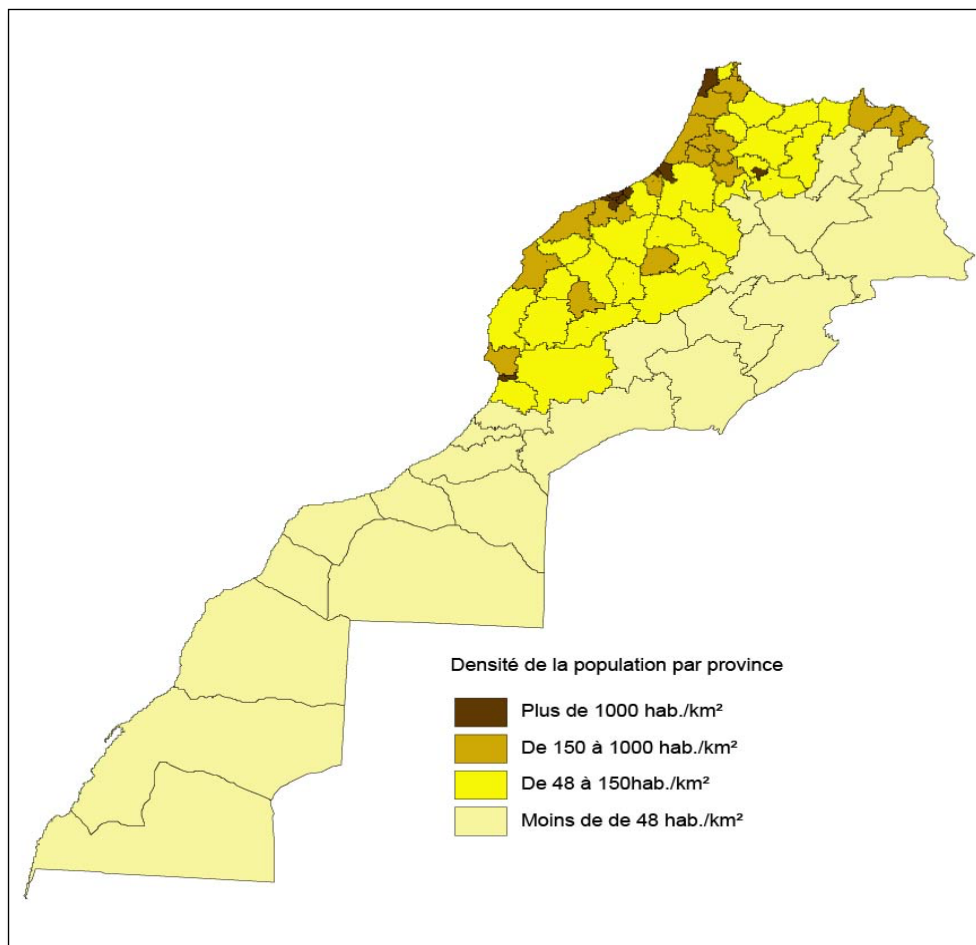 Densité de la population par province
Plus de 1000 hab./km²
De 150 à 1000 hab./km²
De 48 à 150hab./km²
Moins de de 48 hab./km²